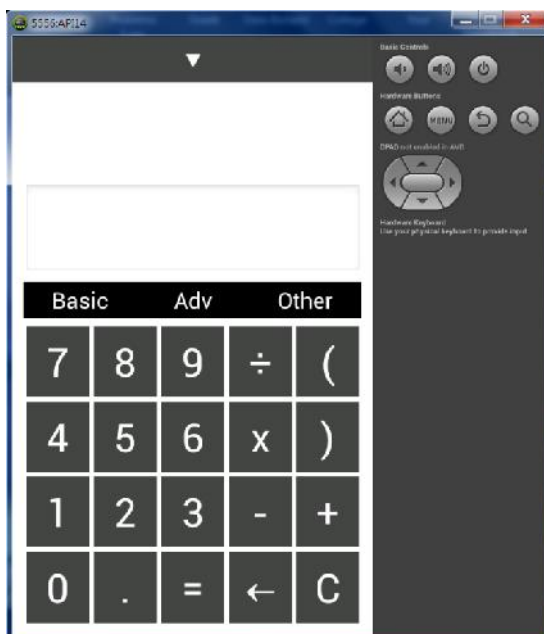 5556:API14
Basic Controls
Hardware Buttons
MENU
DPAD not enabled in AVD
Hardware Keyboard
Use your physical keyboard to provide input
Basic Adv Other
7 8 9 ÷ (
4 5 6 x )
1 2 3 - +
0 . = ← C